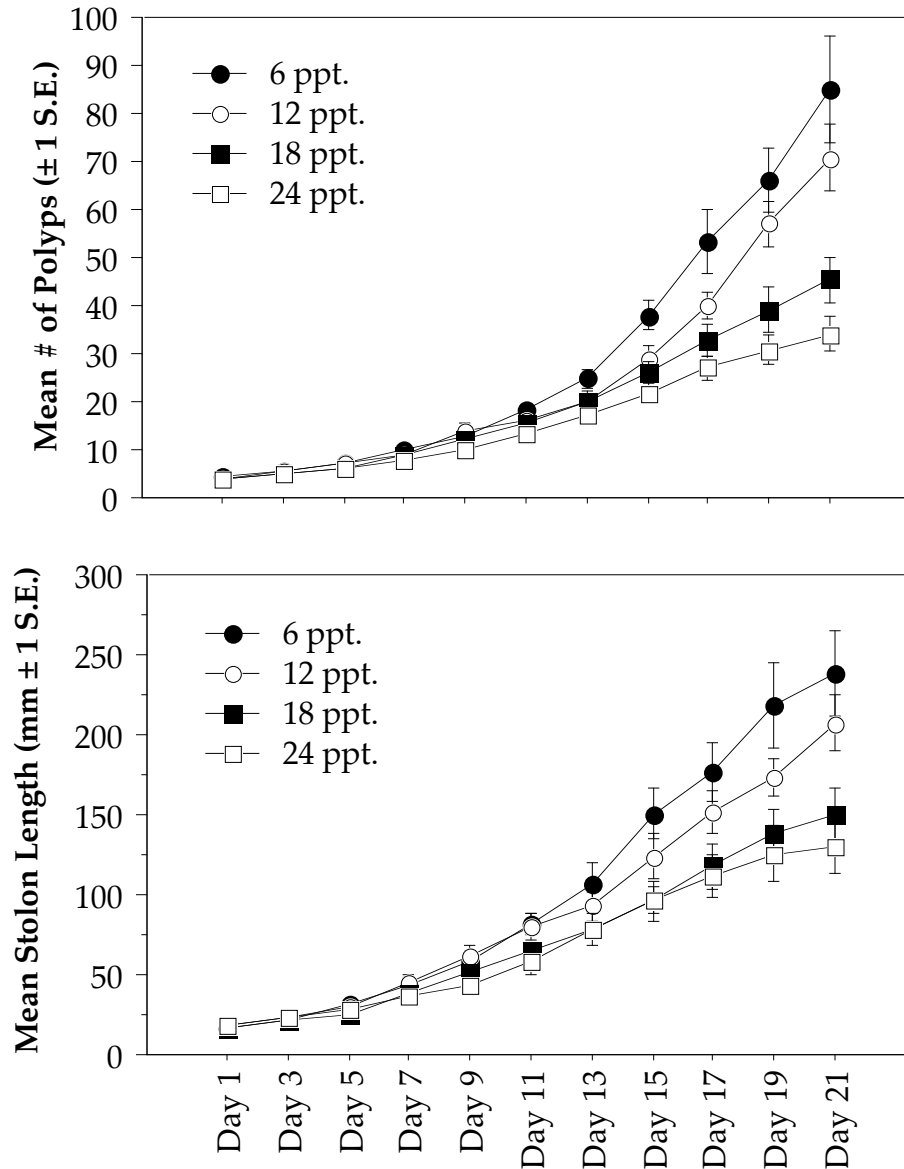 Mean # of Polyps (± 1 S.E.)
100
90
80
70
60
50
40
30
20
10
0
6 ppt.
12 ppt.
18 ppt.
24 ppt.
Mean Stolon Length (mm ± 1 S.E.)
300
250
200
150
100
50
0
6 ppt.
12 ppt.
18 ppt.
24 ppt.
Day 1
Day 3
Day 5
Day 7
Day 9
Day 11
Day 13
Day 15
Day 17
Day 19
Day 21